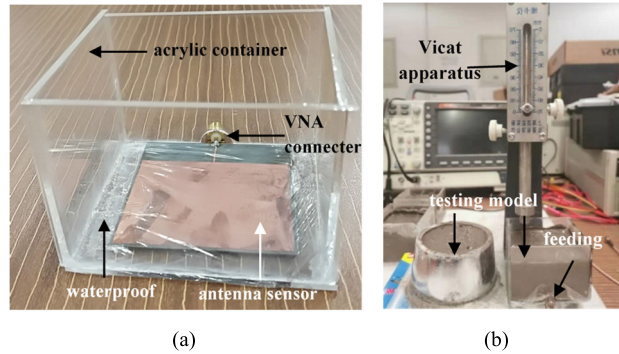 acrylic container
VNA
connecter
waterproof
antenna sensor
(a)
Vicat
apparatus
testing model
feeding
(b)